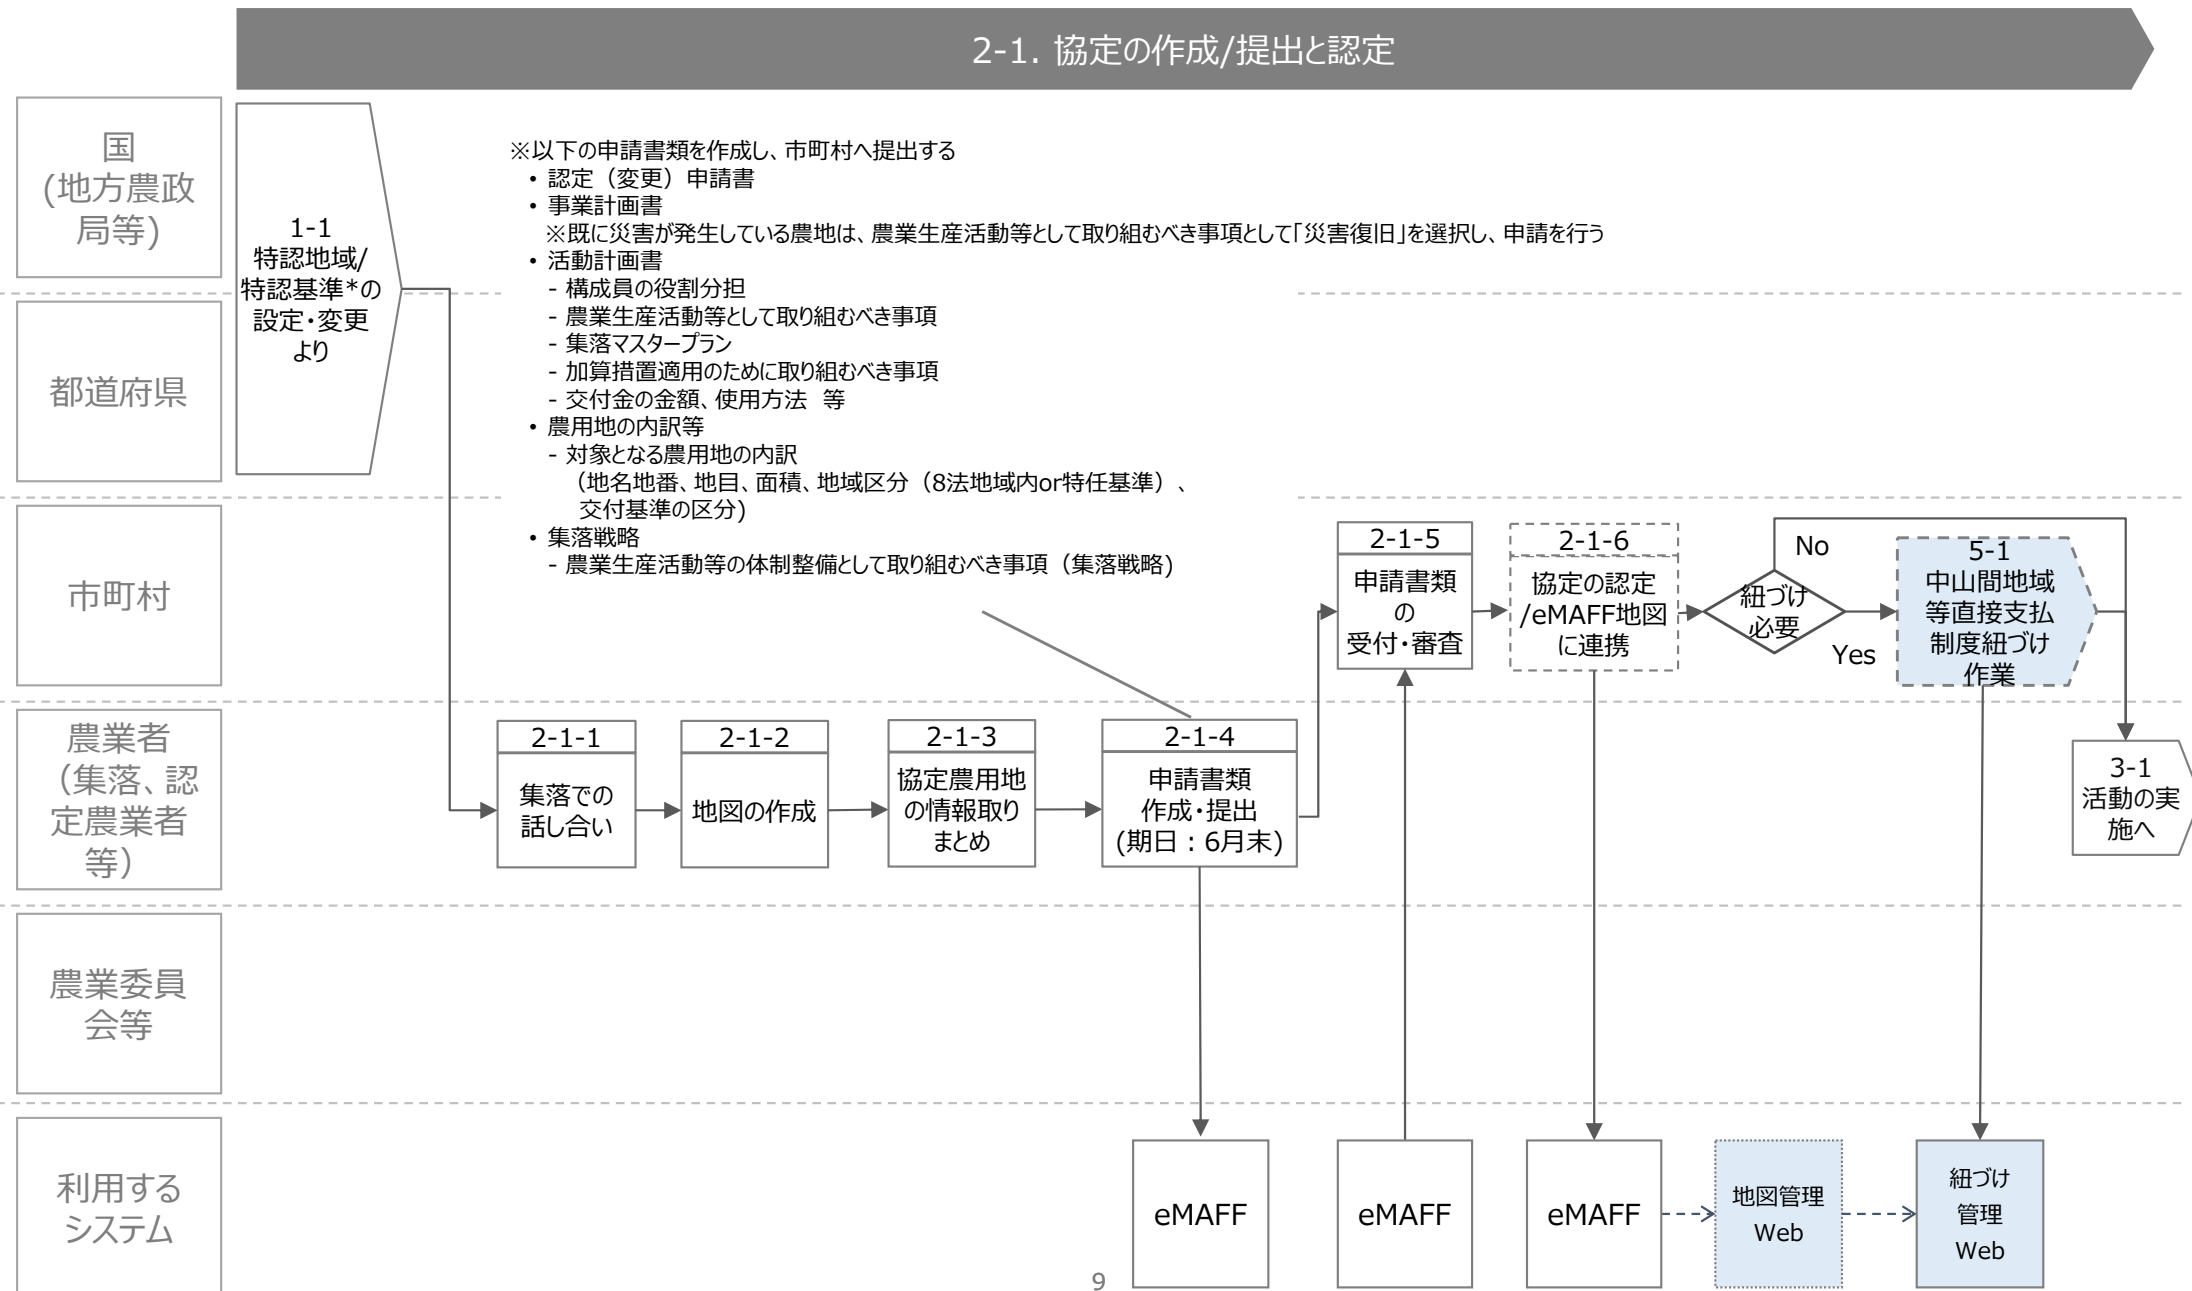 2-1. 協定の作成/提出と認定
国
(地方農政
局等)
都道府県
市町村
農業者
（集落、認
定農業者
等）
農業委員
会等
利用する
システム
1-1
特認地域/
特認基準*の
設定・変更
より
※以下の申請書類を作成し、市町村へ提出する
• 認定（変更）申請書
• 事業計画書
※既に災害が発生している農地は、農業生産活動等として取り組むべき事項として「災害復旧」を選択し、申請を行う
• 活動計画書
- 構成員の役割分担
- 農業生産活動等として取り組むべき事項
- 集落マスタープラン
- 加算措置適用のために取り組むべき事項
- 交付金の金額、使用方法 等
• 農用地の内訳等
- 対象となる農用地の内訳
（地名地番、地目、面積、地域区分（8法地域内or特任基準）、
交付基準の区分)
• 集落戦略
- 農業生産活動等の体制整備として取り組むべき事項（集落戦略)
2-1-1
集落での
話し合い
2-1-2
地図の作成
2-1-3
協定農用地
の情報取り
まとめ
2-1-4
申請書類
作成・提出
(期日：6月末)
2-1-5
申請書類
の
受付・審査
2-1-6
協定の認定
/eMAFF地図
に連携
紐づけ
必要
No
Yes
5-1
中山間地域
等直接支払
制度紐づけ
作業
3-1
活動の実
施へ
eMAFF
eMAFF
eMAFF
地図管理
Web
紐づけ
管理
Web
9